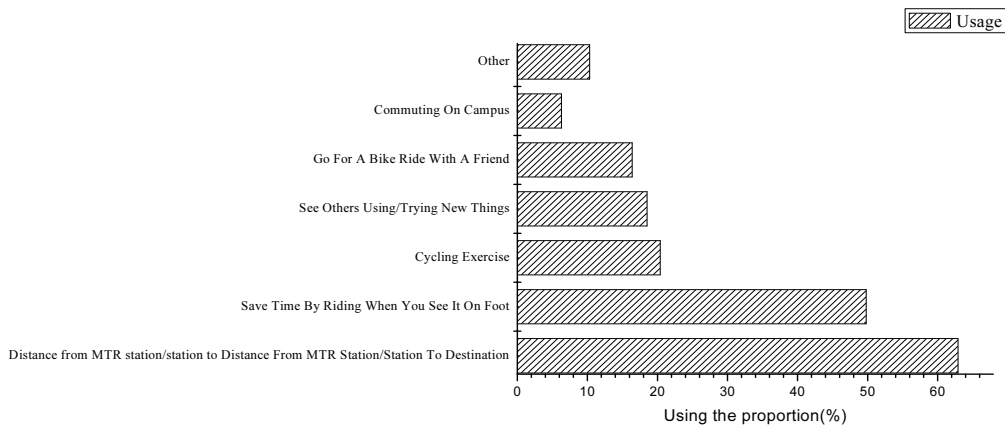 Usage
Other
Commuting On Campus
Go For A Bike Ride With A Friend
See Others Using/Trying New Things
Cycling Exercise
Save Time By Riding When You See It On Foot
Distance from MTR station/station to Distance From MTR Station/Station To Destination
0 10 20 30 40 50 60
Using the proportion(%)